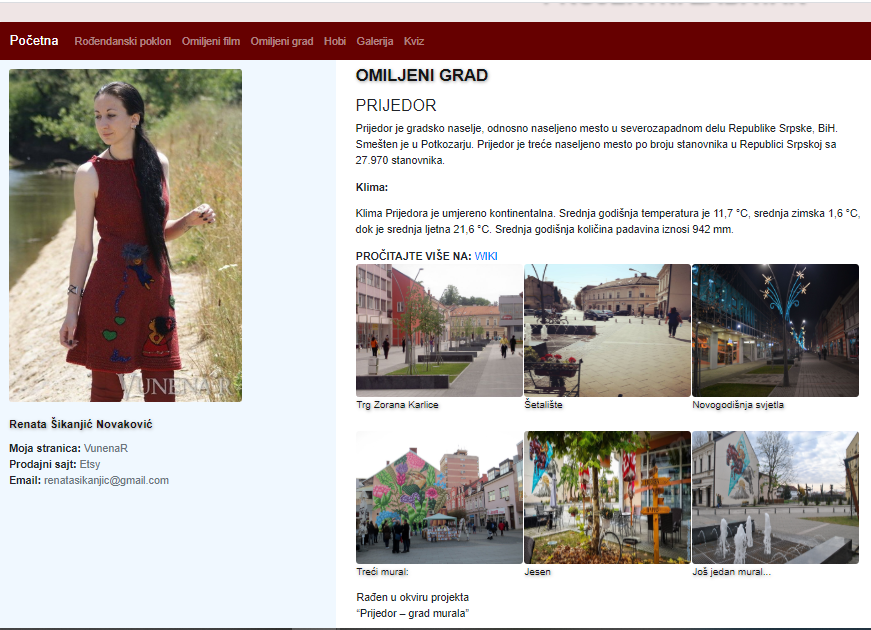 Početna Rođendanski poklon Omiljeni film Omiljeni grad Hobi Galerija Kviz
VUNENAR
Renata Šikanjić Novaković
Moja stranica: VunenaR
Prodajni sajt: Etsy
Email: renatasikanjic@gmail.com
OMILJENI GRAD
PRIJEDOR
Prijedor je gradsko naselje, odnosno naseljeno mesto u severozapadnom delu Republike Srpske, BiH.
Smešten je u Potkozarju. Prijedor je treće naseljeno mesto po broju stanovnika u Republici Srpskoj sa
27.970 stanovnika.
Klima:
Klima Prijedora je umjereno kontinentalna. Srednja godišnja temperatura je 11,7 °C, srednja zimska 1,6 °C,
dok je srednja ljetna 21,6 °C. Srednja godišnja količina padavina iznosi 942 mm.
PROČITAJTE VIŠE NA: WIKI
Trg Zorana Karlice
Šetalište
Novogodišnja svjetla
Treći mural:
Jesen
Još jedan mural...
Rađen u okviru projekta
“Prijedor – grad murala”